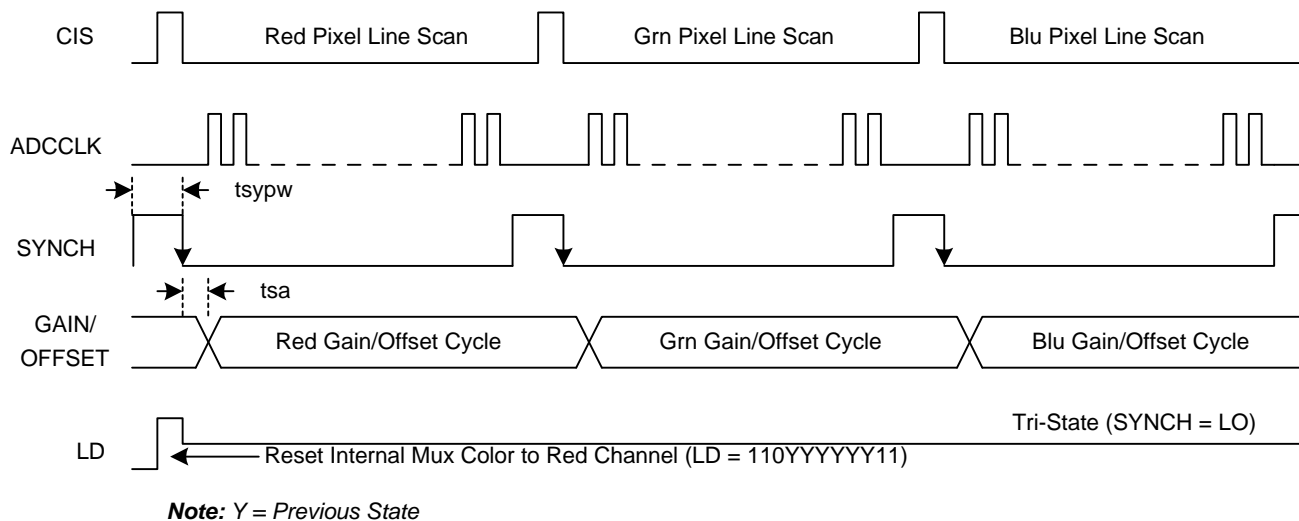 CIS
Red Pixel Line Scan
Grn Pixel Line Scan
Blu Pixel Line Scan
ADCCLK
tsypw
SYNCH
tsa
GAIN/
OFFSET
Red Gain/Offset Cycle
Grn Gain/Offset Cycle
Blu Gain/Offset Cycle
Tri-State (SYNCH = LO)
LD
Reset Internal Mux Color to Red Channel (LD = 110YYYYYY11)
Note: Y = Previous State